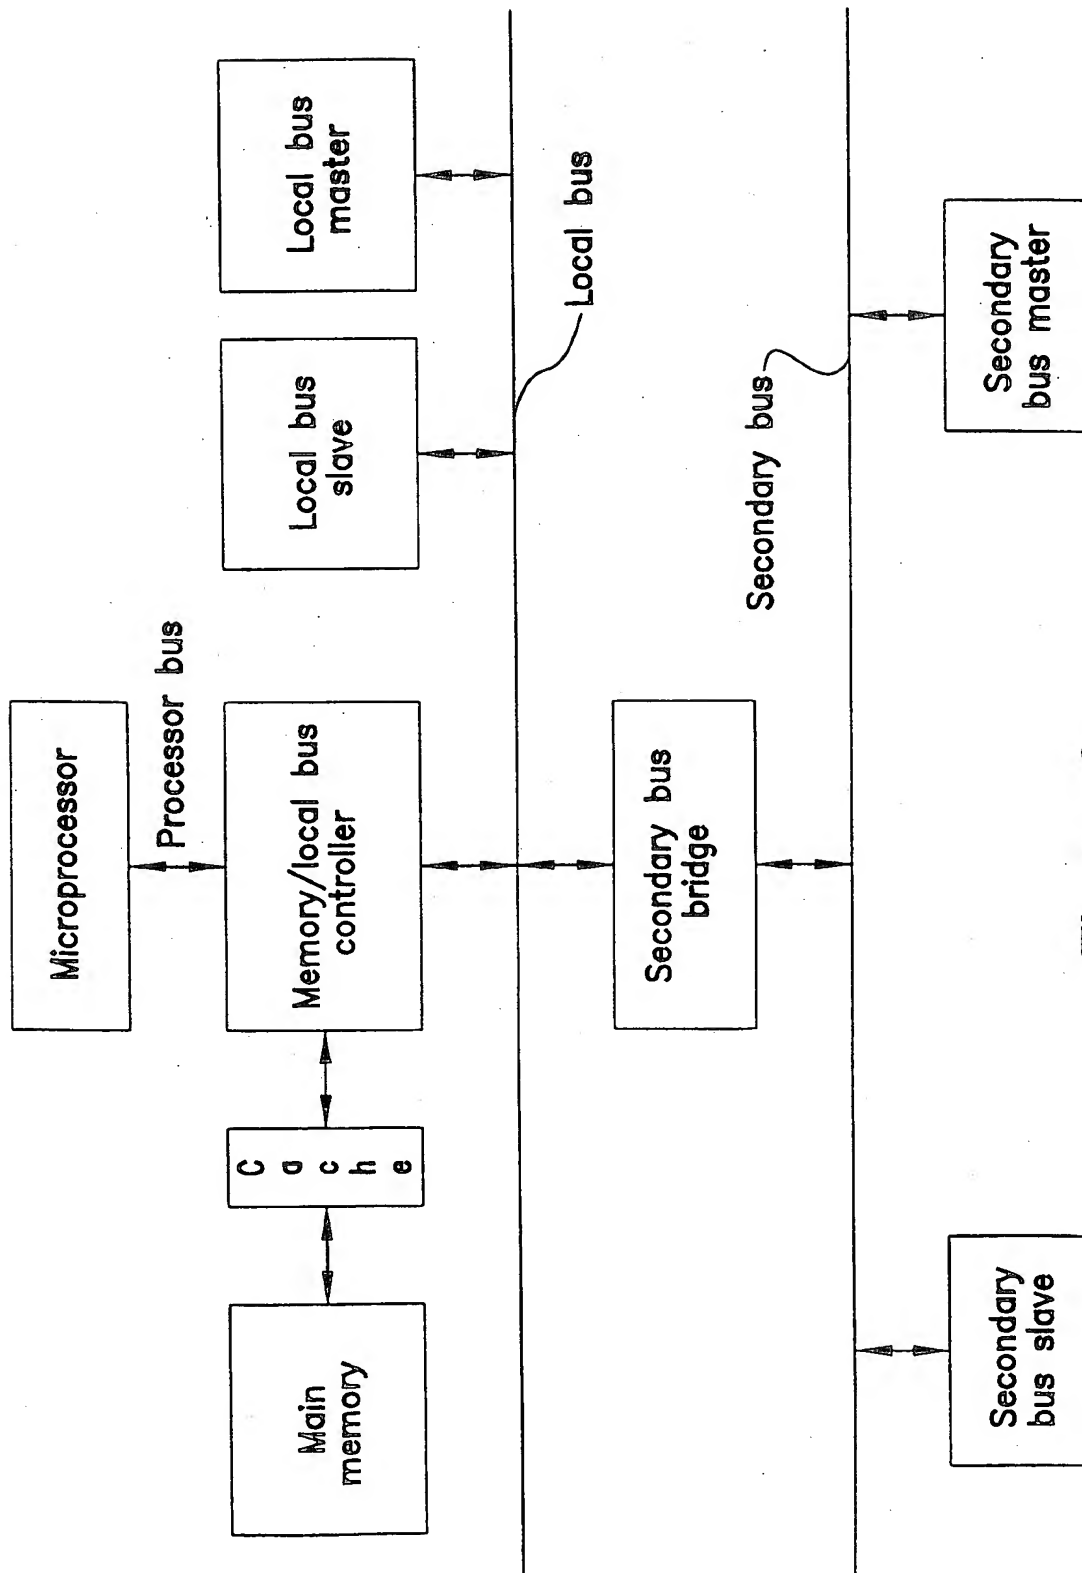 Microprocessor
Processor bus
Main
memory
Cache
Memory/local bus
controller
Local bus
slave
Local bus
master
Local bus
Secondary bus
bridge
Secondary bus
Secondary
bus slave
Secondary
bus master